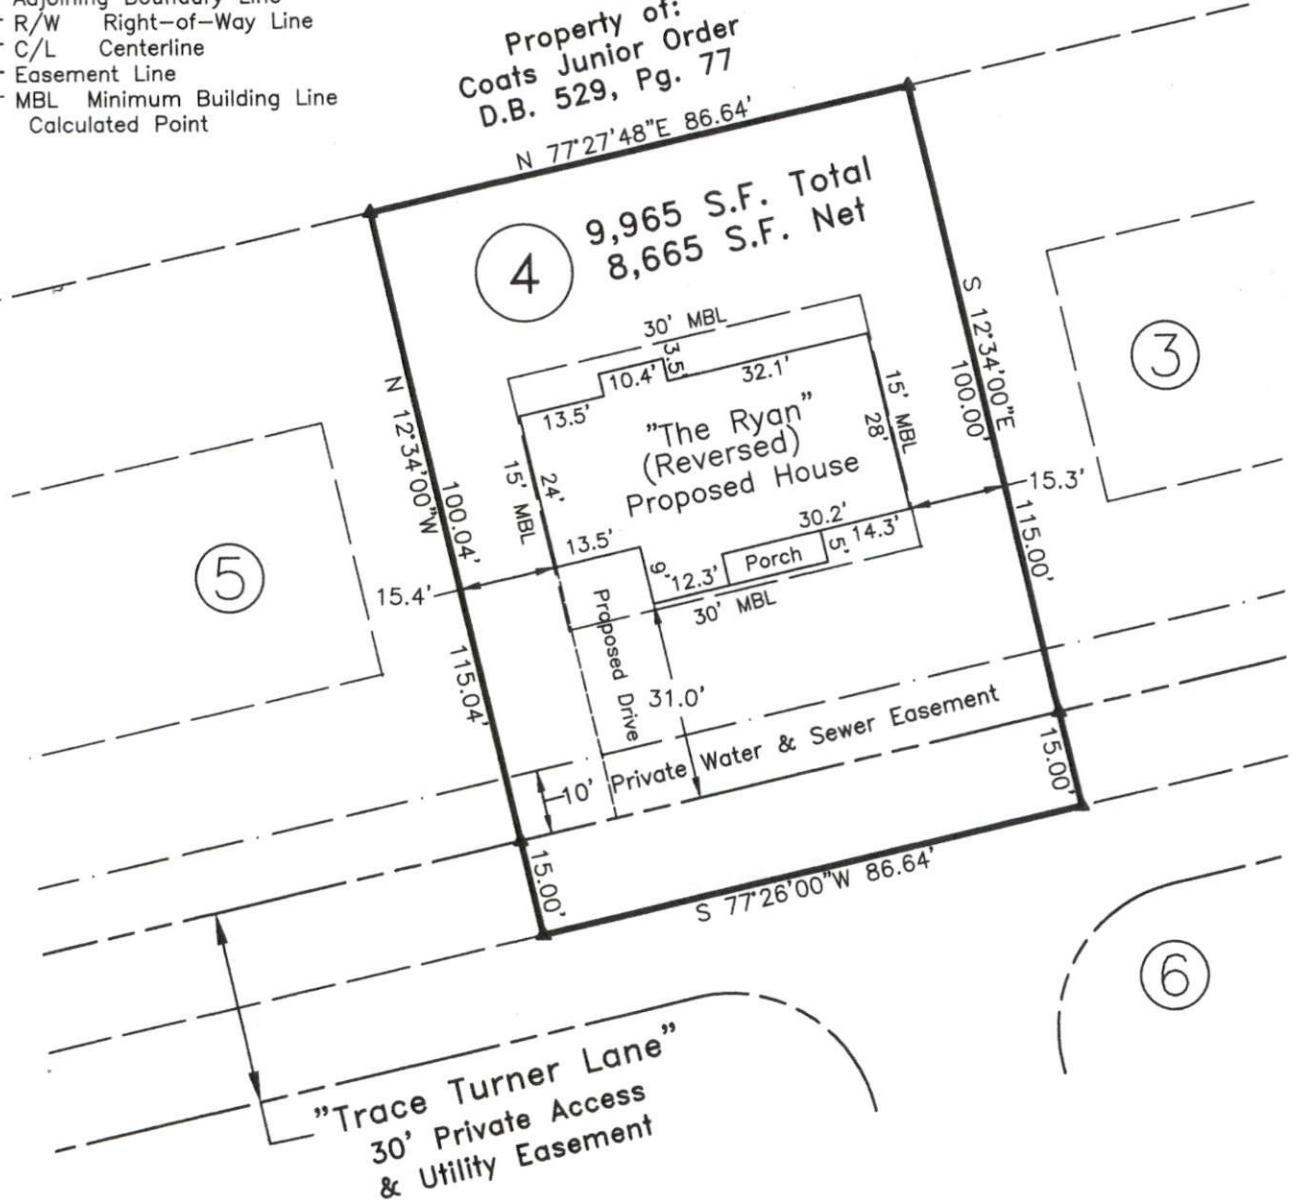 Adjoining Boundary Line
R/W Right-of-Way Line
C/L Centerline
Easement Line
MBL Minimum Building Line
Calculated Point
Property of:
Coats Junior Order
D.B. 529, Pg. 77
N 77°27'48"E 86.64'
4
9,965 S.F. Total
8,665 S.F. Net
30' MBL
3.5'
10.4'
32.1'
13.5'
"The Ryan"
(Reversed)
Proposed House
15' MBL
28'
S 12°34'00"E
100.00'
3
N 12°34'00"W
100.04'
15' MBL
24'
15.3'
115.00'
30.2'
14.3'
5'
Porch
13.5'
9'
12.3'
30' MBL
5
15.4'
115.04'
Proposed Drive
31.0'
Private Water & Sewer Easement
10'
15.00'
15.00'
S 77°26'00"W 86.64'
6
"Trace Turner Lane"
30' Private Access
& Utility Easement